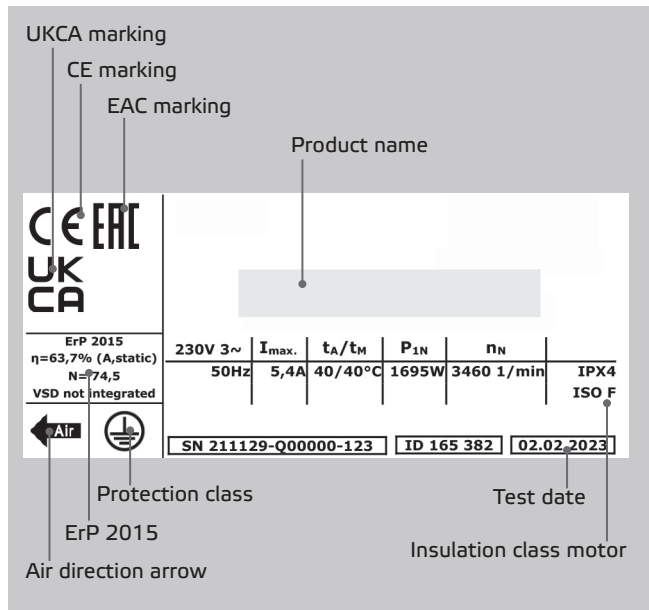 UKCA marking
CE marking
EAC marking
Product name
CE EAC
UK
CA
ErP 2015
η=63,7% (A,static)
N= 74,5
VSD not integrated
230V 3~ Imax. tA/tM P1N nN
50Hz 5,4A 40/40°C 1695W 3460 1/min IPX4
ISO F
Air
SN 211129-Q00000-123 ID 165 382 02.02.2023
Protection class
Test date
ErP 2015
Insulation class motor
Air direction arrow